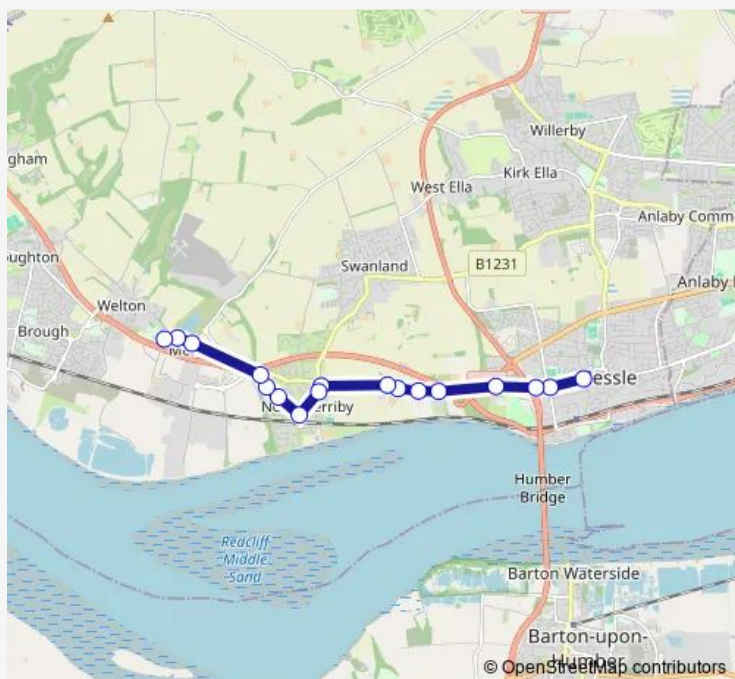 Willerby
gham
Kirk Ella
West Ella
Anlaby Comm
oughton
Swanland
B1231
Anlaby
Welton
Brough
essle
Humber
Bridge
Redcliff
Middle
Sand
Barton Waterside
Barton-upon-
Humber
© OpenStreetMap contributors